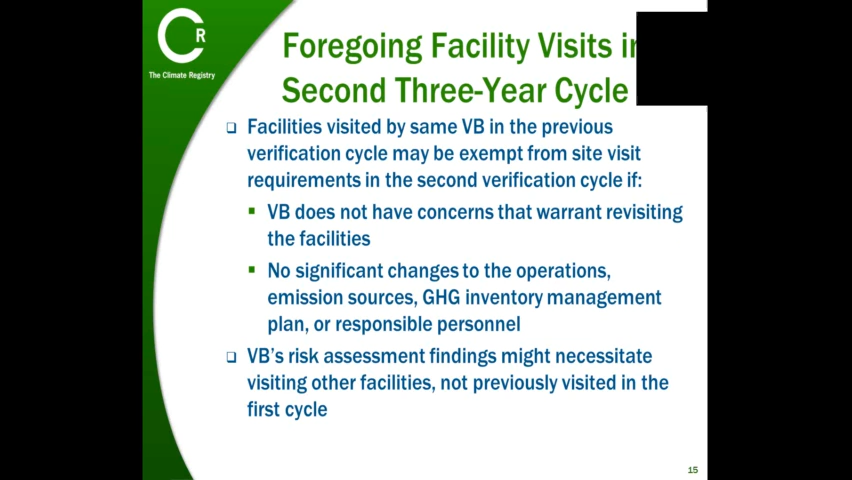 CR
The Climate Registry
Foregoing Facility Visits in
Second Three-Year Cycle
Facilities visited by same VB in the previous
verification cycle may be exempt from site visit
requirements in the second verification cycle if:
VB does not have concerns that warrant revisiting
the facilities
No significant changes to the operations,
emission sources, GHG inventory management
plan, or responsible personnel
VB's risk assessment findings might necessitate
visiting other facilities, not previously visited in the
first cycle
15